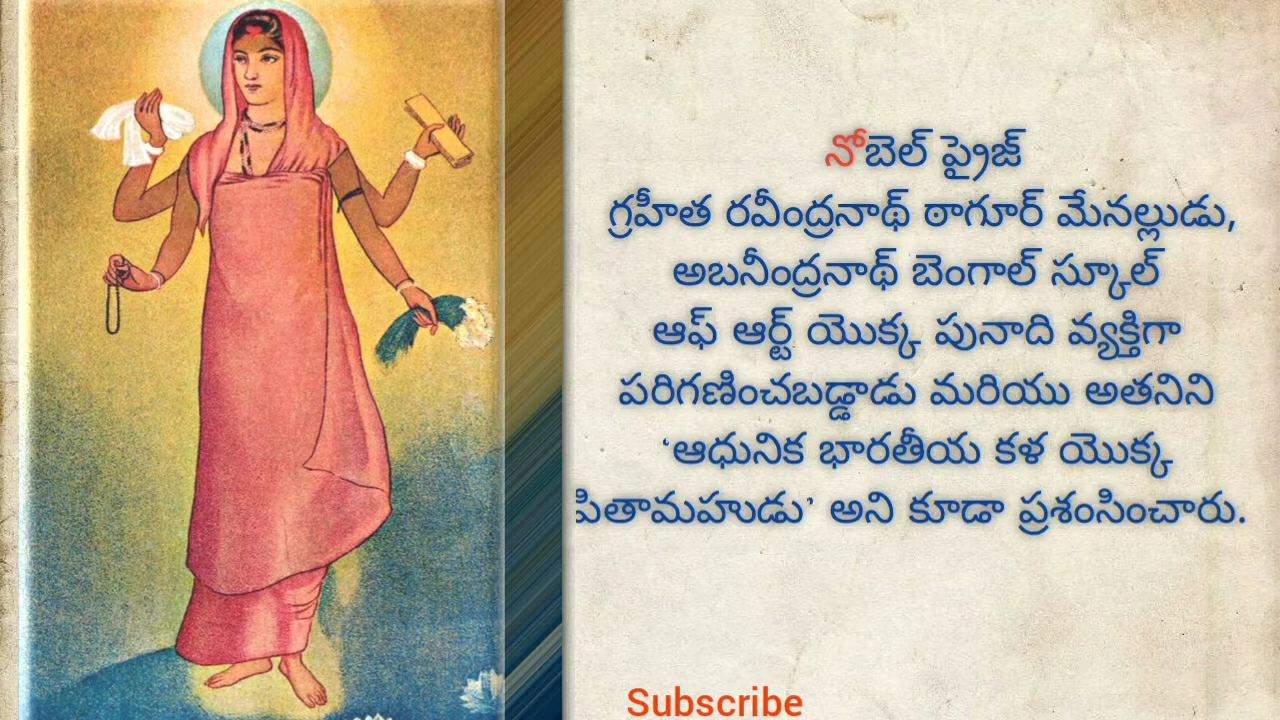 నోబెల్ ప్రైజ్
గ్రహీత రవీంద్రనాథ్ ఠాగూర్ మేనల్లుడు,
అబనీంద్రనాథ్ బెంగాల్ స్కూల్
ఆఫ్ ఆర్ట్ యొక్క పునాది వ్యక్తిగా
పరిగణించబడ్డాడు మరియు అతనిని
‘ఆధునిక భారతీయ కళ యొక్క
పితామహుడు’ అని కూడా ప్రశంసించారు.
Subscribe